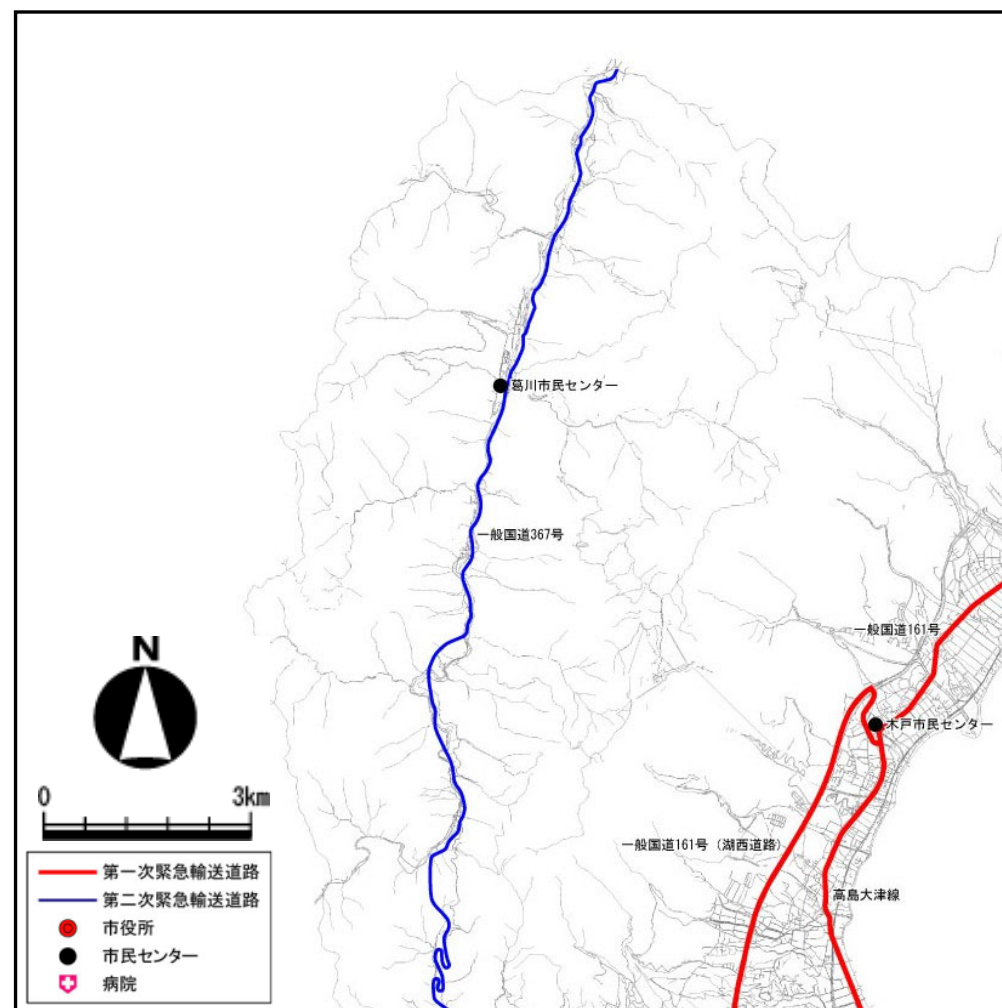 葛川市民センター
一般国道367号
一般国道161号
木戸市民センター
一般国道161号（湖西道路）
高島大津線
N
0 3km
第一次緊急輸送道路
第二次緊急輸送道路
市役所
市民センター
病院